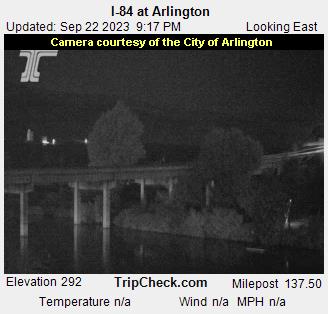 I-84 at Arlington
Updated: Sep 22 2023 9:17 PM Looking East
Camera courtesy of the City of Arlington
Elevation 292 TripCheck.com Milepost 137.50
Temperature n/a Wind n/a MPH n/a